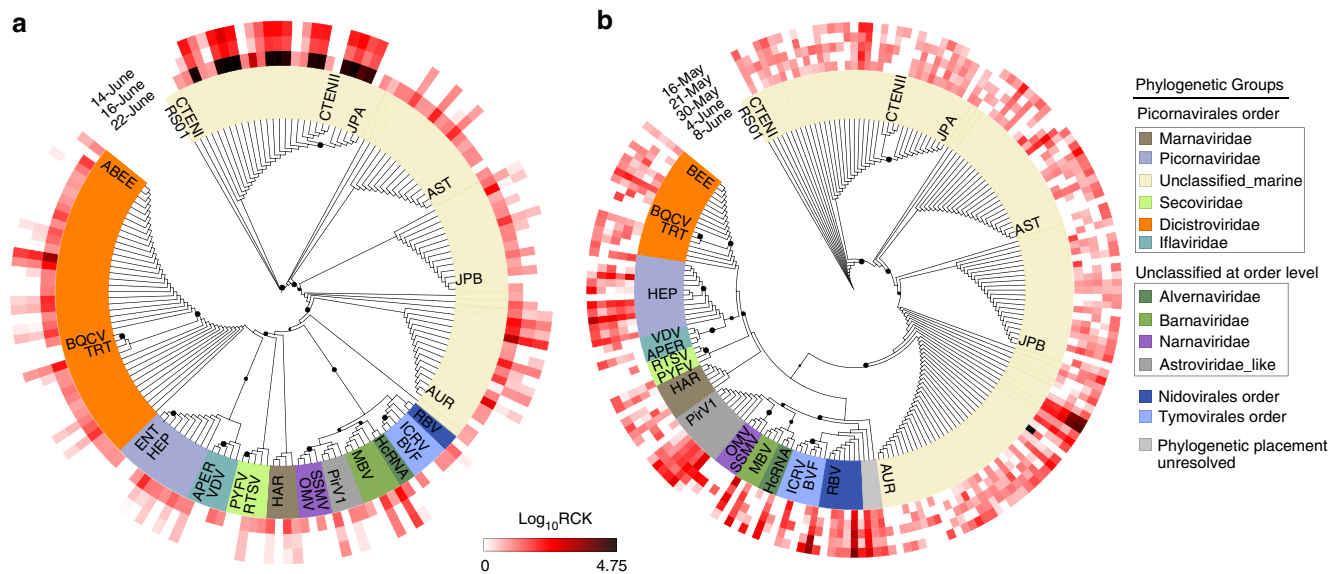 a
14-June
16-June
22-June
CTENI
RS01
CTENII
JPA
AST
JPB
AUR
RBV
ICRV
BVF
HcRNA
MBV
PirV1
SSMV
OMV
HAR
PYFV
RTSV
APER
VDV
ENT
HEP
BQCV
TRT
ABEE
Log10RCK
0 4.75
b
16-May
21-May
30-May
4-June
8-June
CTENI
RS01
CTENII
JPA
AST
JPB
AUR
RBV
ICRV
BVF
HcRNA
MBV
OMV
SSMV
PirV1
HAR
RTSV
PYFV
VDV
APER
HEP
BQCV
TRT
BEE
Phylogenetic Groups
Picornavirales order
Marnaviridae
Picornaviridae
Unclassified_marine
Secoviridae
Dicistroviridae
Iflaviridae
Unclassified at order level
Alvernaviridae
Barnaviridae
Narnaviridae
Astroviridae_like
Nidovirales order
Tymovirales order
Phylogenetic placement
unresolved